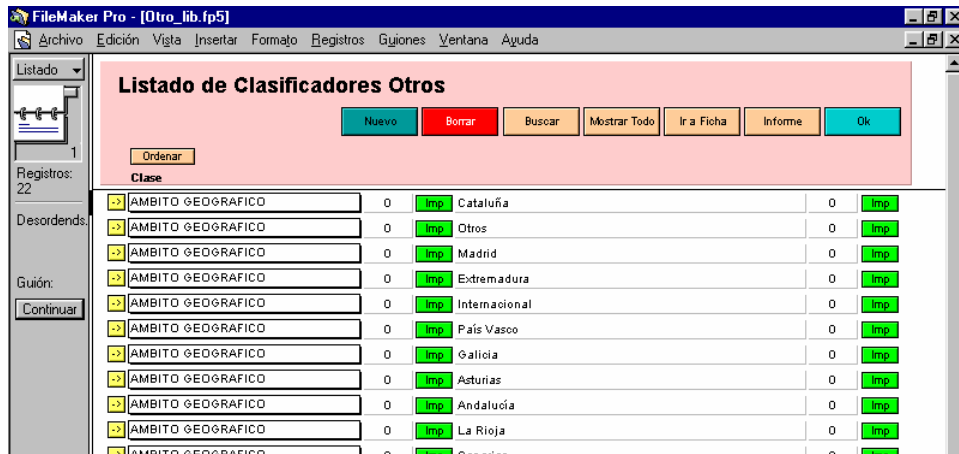 FileMaker Pro - [Otro_lib.fp5]
Archivo Edición Vista Insertar Formato Registros Guiones Ventana Ayuda
Listado
Listado de Clasificadores Otros
Nuevo Borrar Buscar Mostrar Todo Ir a Ficha Informe Ok
1
Ordenar
Registros:
22
Clase
-> AMBITO GEOGRAFICO 0 Imp Cataluña 0 Imp
Desordends.
-> AMBITO GEOGRAFICO 0 Imp Otros 0 Imp
-> AMBITO GEOGRAFICO 0 Imp Madrid 0 Imp
Guión:
-> AMBITO GEOGRAFICO 0 Imp Extremadura 0 Imp
Continuar
-> AMBITO GEOGRAFICO 0 Imp Internacional 0 Imp
-> AMBITO GEOGRAFICO 0 Imp País Vasco 0 Imp
-> AMBITO GEOGRAFICO 0 Imp Galicia 0 Imp
-> AMBITO GEOGRAFICO 0 Imp Asturias 0 Imp
-> AMBITO GEOGRAFICO 0 Imp Andalucía 0 Imp
-> AMBITO GEOGRAFICO 0 Imp La Rioja 0 Imp
AMBITO GEOGRAFICO